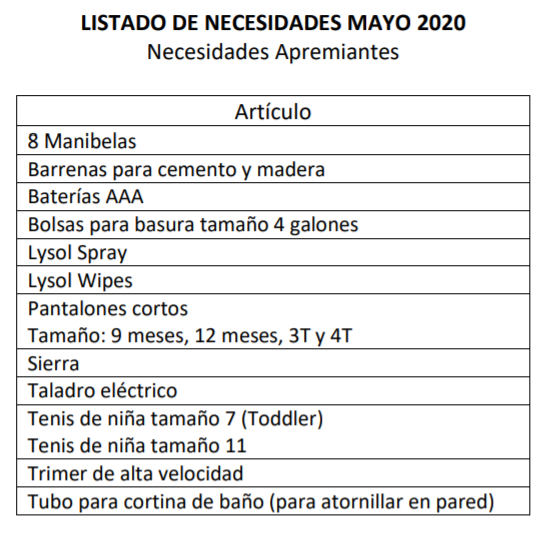 LISTADO DE NECESIDADES MAYO 2020
Necesidades Apremiantes
Artículo
8 Manibelas
Barrenas para cemento y madera
Baterías AAA
Bolsas para basura tamaño 4 galones
Lysol Spray
Lysol Wipes
Pantalones cortos
Tamaño: 9 meses, 12 meses, 3T y 4T
Sierra
Taladro eléctrico
Tenis de niña tamaño 7 (Toddler)
Tenis de niña tamaño 11
Trimer de alta velocidad
Tubo para cortina de baño (para atornillar en pared)